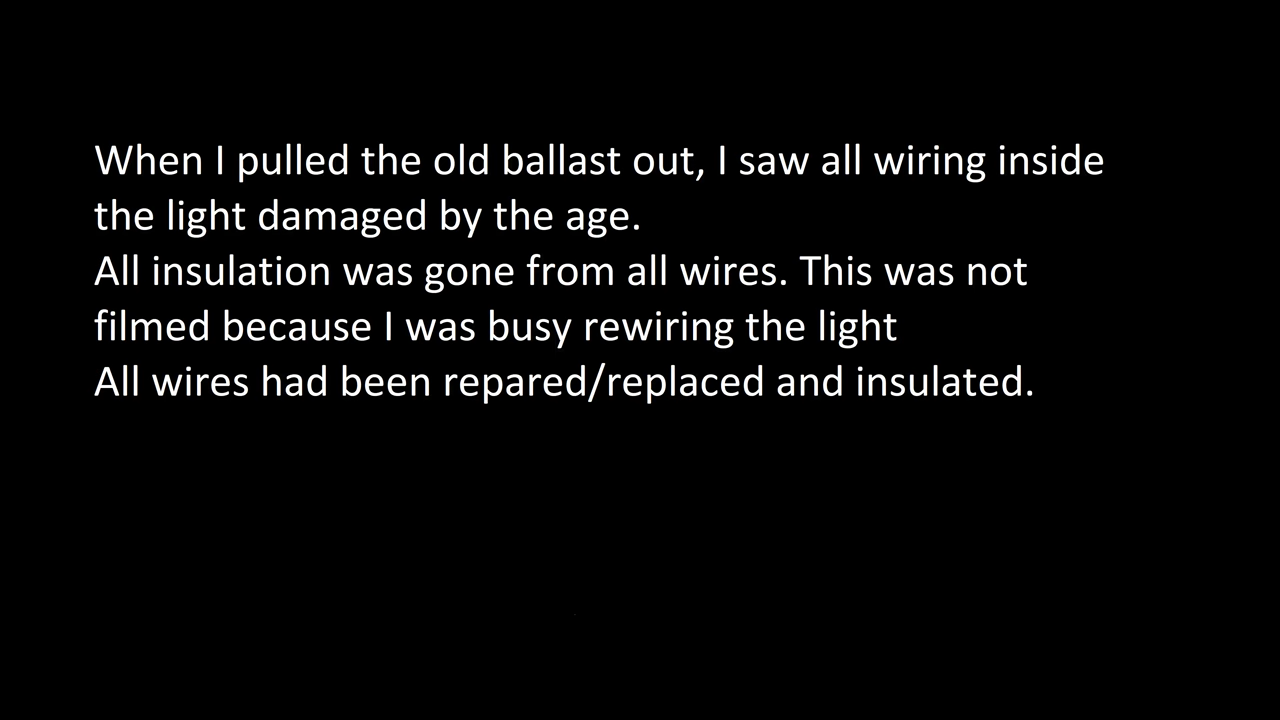 When I pulled the old ballast out, I saw all wiring inside
the light damaged by the age.
All insulation was gone from all wires. This was not
filmed because I was busy rewiring the light
All wires had been repared/replaced and insulated.